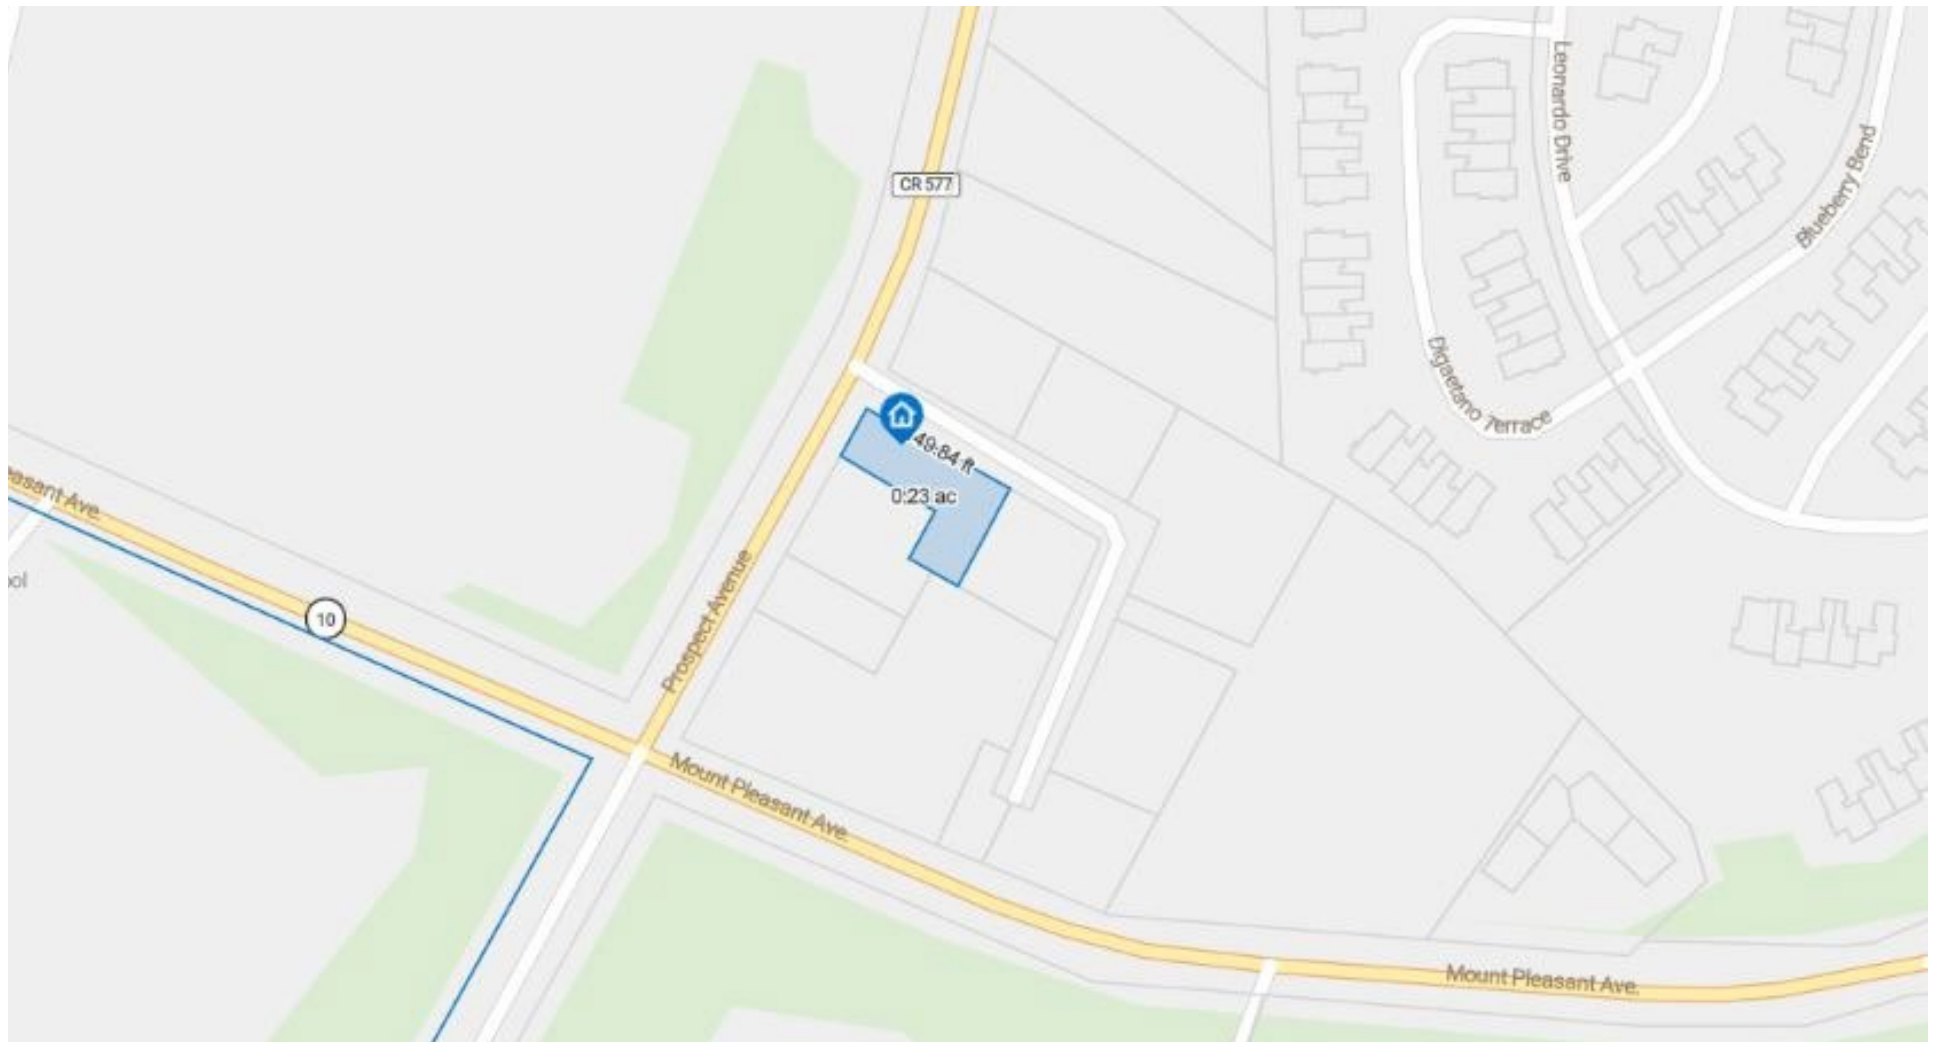 CR 577
Leonardo Drive
Blueberry Bend
Digaetano Terrace
49.84 ft
0.23 ac
Prospect Avenue
10
Mount Pleasant Ave.
Mount Pleasant Ave.
easant Ave.
ool